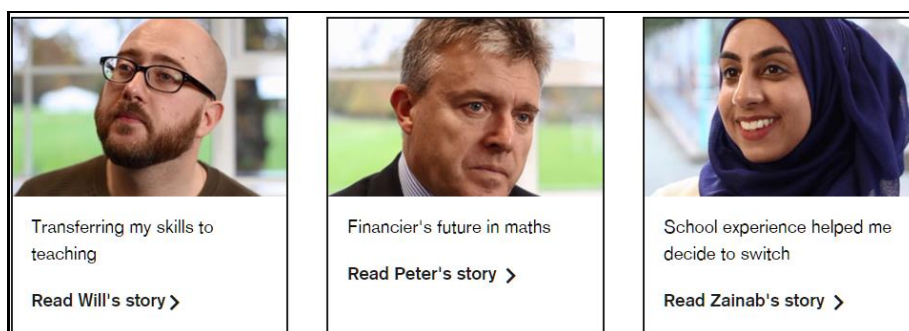 Transferring my skills to
teaching
Read Will's story
Financier's future in maths
Read Peter's story
School experience helped me
decide to switch
Read Zainab's story